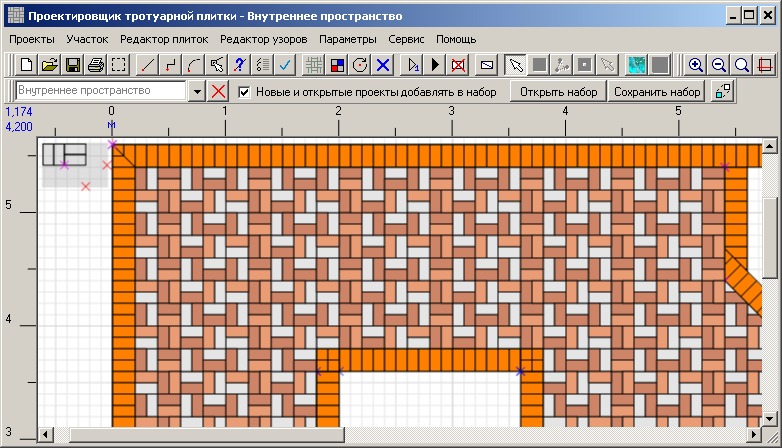 Проектировщик тротуарной плитки - Внутреннее пространство
Проекты Участок Редактор плиток Редактор узоров Параметры Сервис Помощь
Внутреннее пространство Новые и открытые проекты добавлять в набор Открыть набор Сохранить набор
1,174 0 1 2 3 4 5
4,200 м
5
4
3